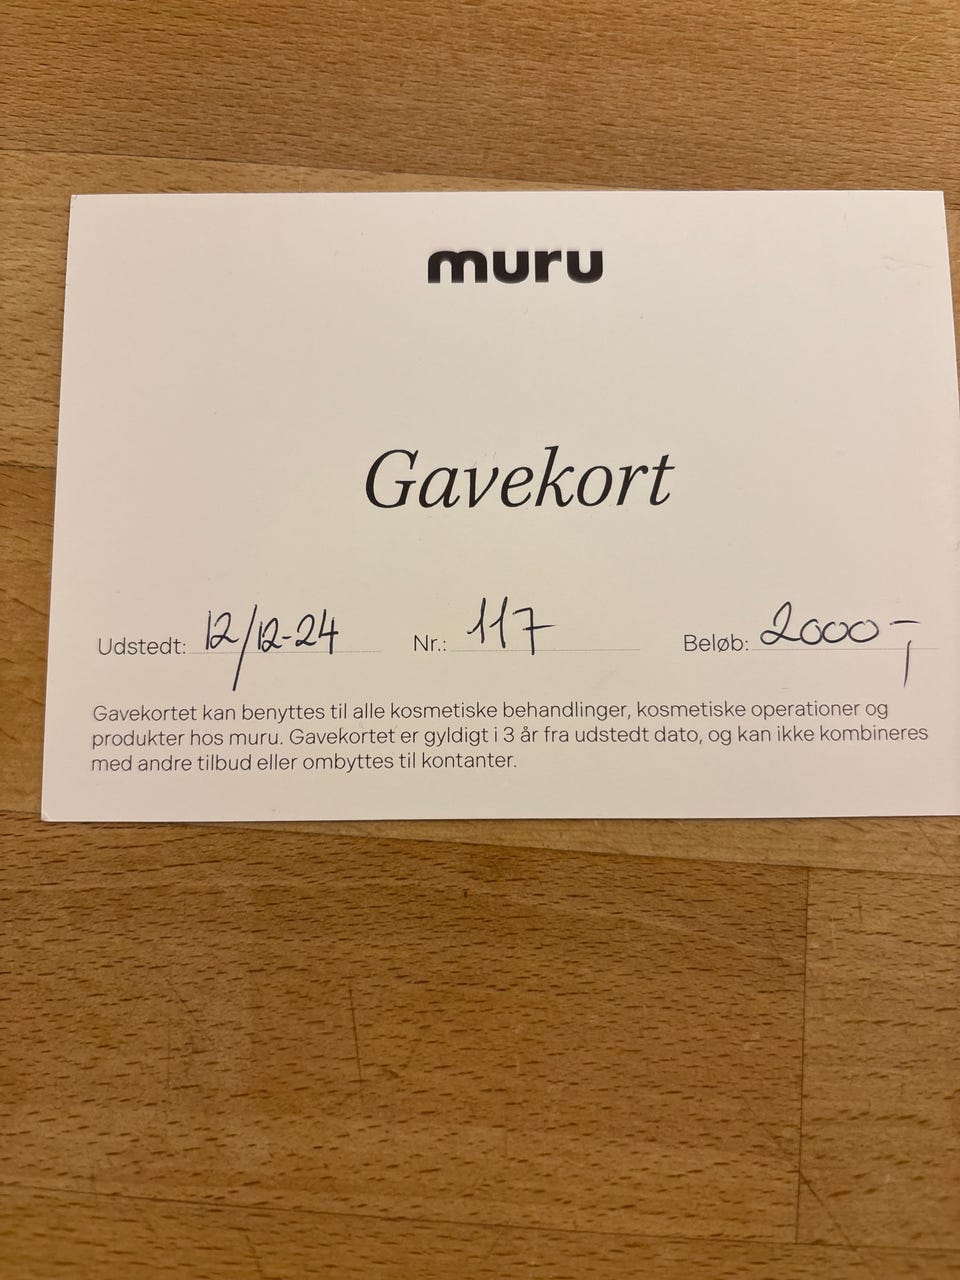 muru
Gavekort
Udstedt: 12/12-24 Nr.: 117 Beløb: 2000,-
Gavekortet kan benyttes til alle kosmetiske behandlinger, kosmetiske operationer og
produkter hos muru. Gavekortet er gyldigt i 3 år fra udstedt dato, og kan ikke kombineres
med andre tilbud eller ombyttes til kontanter.